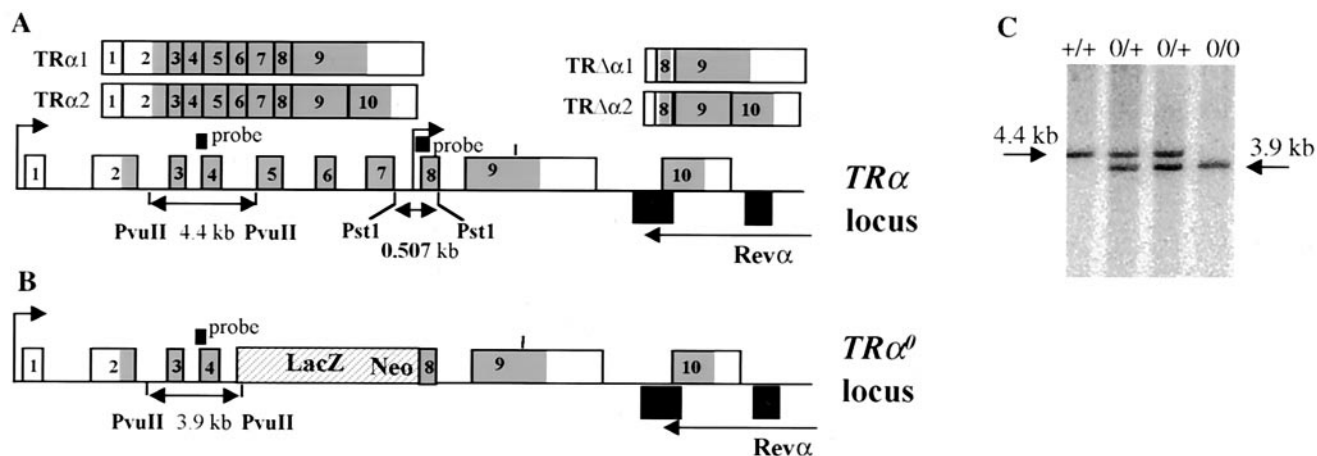 A
TRα1 1 2 3 4 5 6 7 8 9
TRα2 1 2 3 4 5 6 7 8 9 10
TRΔα1 8 9
TRΔα2 8 9 10
probe
probe
1 2 3 4 5 6 7 8 9 10
TRα
locus
PvuII 4.4 kb PvuII
Pst1 Pst1
0.507 kb
Revα
B
probe
1 2 3 4 LacZ Neo 8 9 10
TRα⁰
locus
PvuII 3.9 kb PvuII
Revα
C
+/+ 0/+ 0/+ 0/0
4.4 kb
3.9 kb